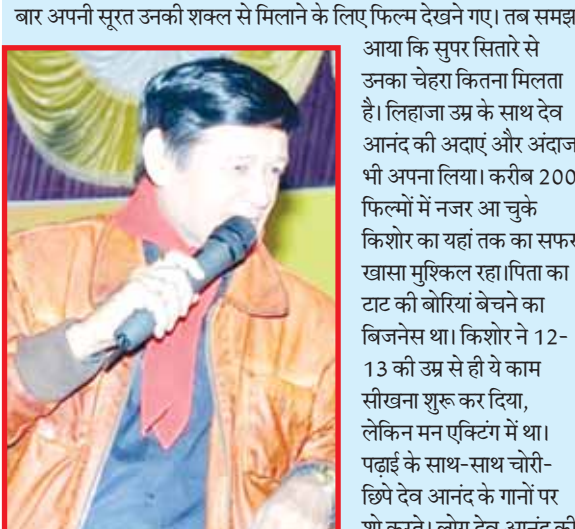 बार अपनी सूरत उनकी शक्ल से मिलाने के लिए फिल्म देखने गए। तब समझ
आया कि सुपर सितारे से
उनका चेहरा कितना मिलता
है। लिहाजा उम्र के साथ देव
आनंद की अदाएं और अंदाज
भी अपना लिया। करीब 200
फिल्मों में नजर आ चुके
किशोर का यहां तक का सफर
खासा मुश्किल रहा।पिता का
टाट की बोरियां बेचने का
बिजनेस था। किशोर ने 12-
13 की उम्र से ही ये काम
सीखना शुरू कर दिया,
लेकिन मन एक्टिंग में था।
पढ़ाई के साथ-साथ चोरी-
छिपे देव आनंद के गानों पर
शो करते। लोग देव आनंद की